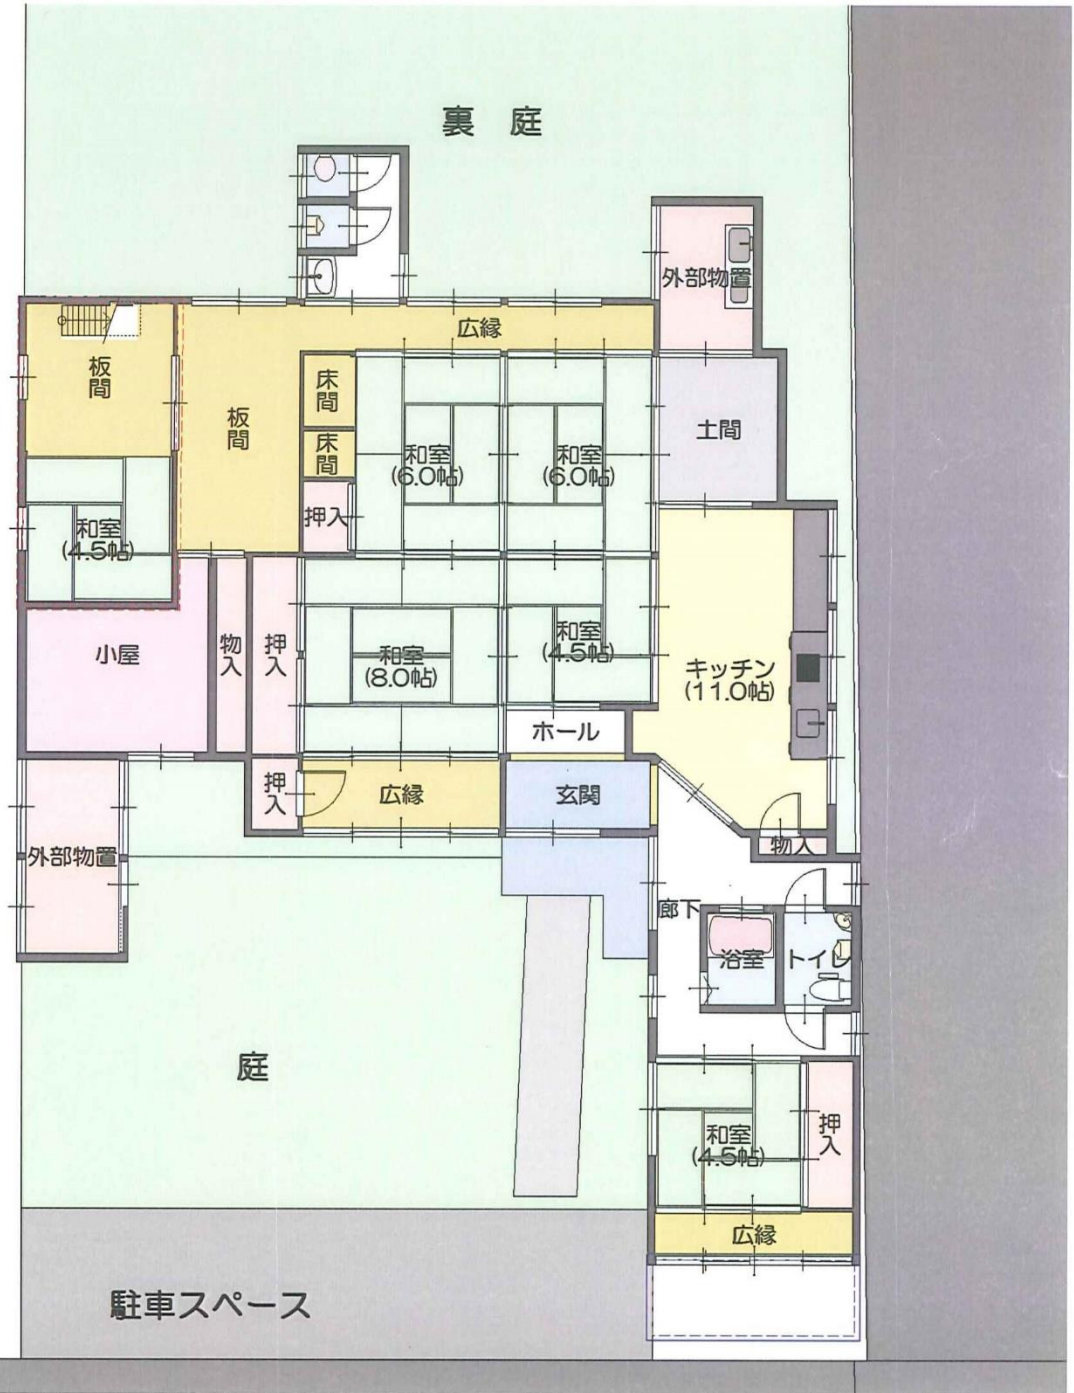 裏 庭
外部物置
広縁
板間
床間
板間
床間
和室
(6.0帖)
和室
(6.0帖)
土間
押入
和室
(4.5帖)
小屋
物入
押入
和室
(8.0帖)
和室
(4.5帖)
キッチン
(11.0帖)
ホール
押入
広縁
玄関
物入
外部物置
廊下
浴室
トイレ
庭
和室
(4.5帖)
押入
広縁
駐車スペース